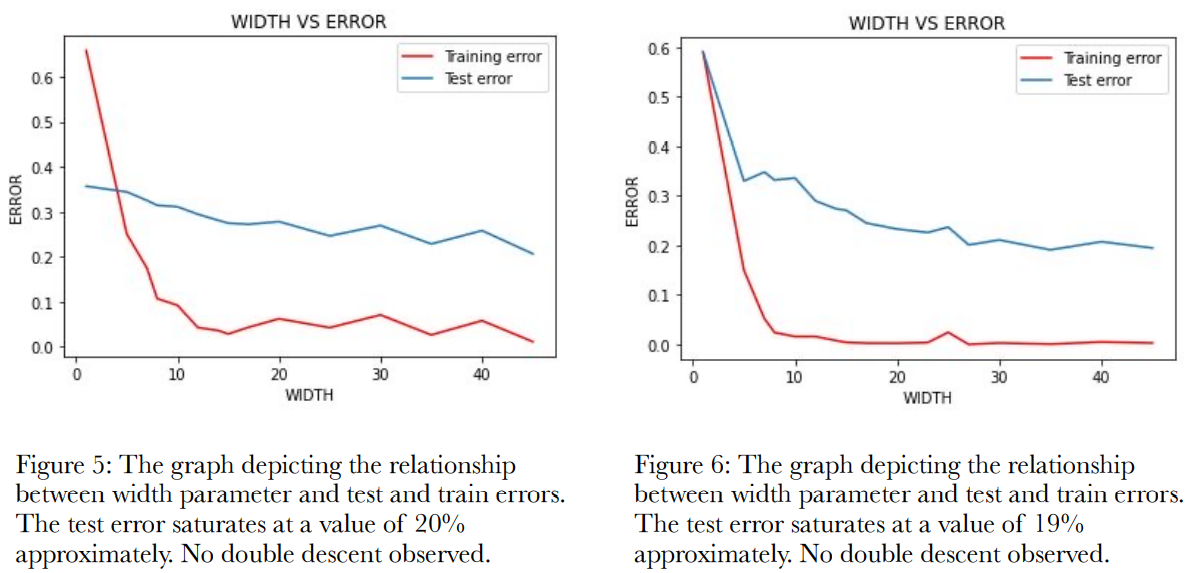 WIDTH VS ERROR
Training error
Test error
0.6
0.5
0.4
0.3
0.2
0.1
0.0
ERROR
0 10 20 30 40
WIDTH
Figure 5: The graph depicting the relationship
between width parameter and test and train errors.
The test error saturates at a value of 20%
approximately. No double descent observed.
WIDTH VS ERROR
Training error
Test error
0.6
0.5
0.4
0.3
0.2
0.1
0.0
ERROR
0 10 20 30 40
WIDTH
Figure 6: The graph depicting the relationship
between width parameter and test and train errors.
The test error saturates at a value of 19%
approximately. No double descent observed.